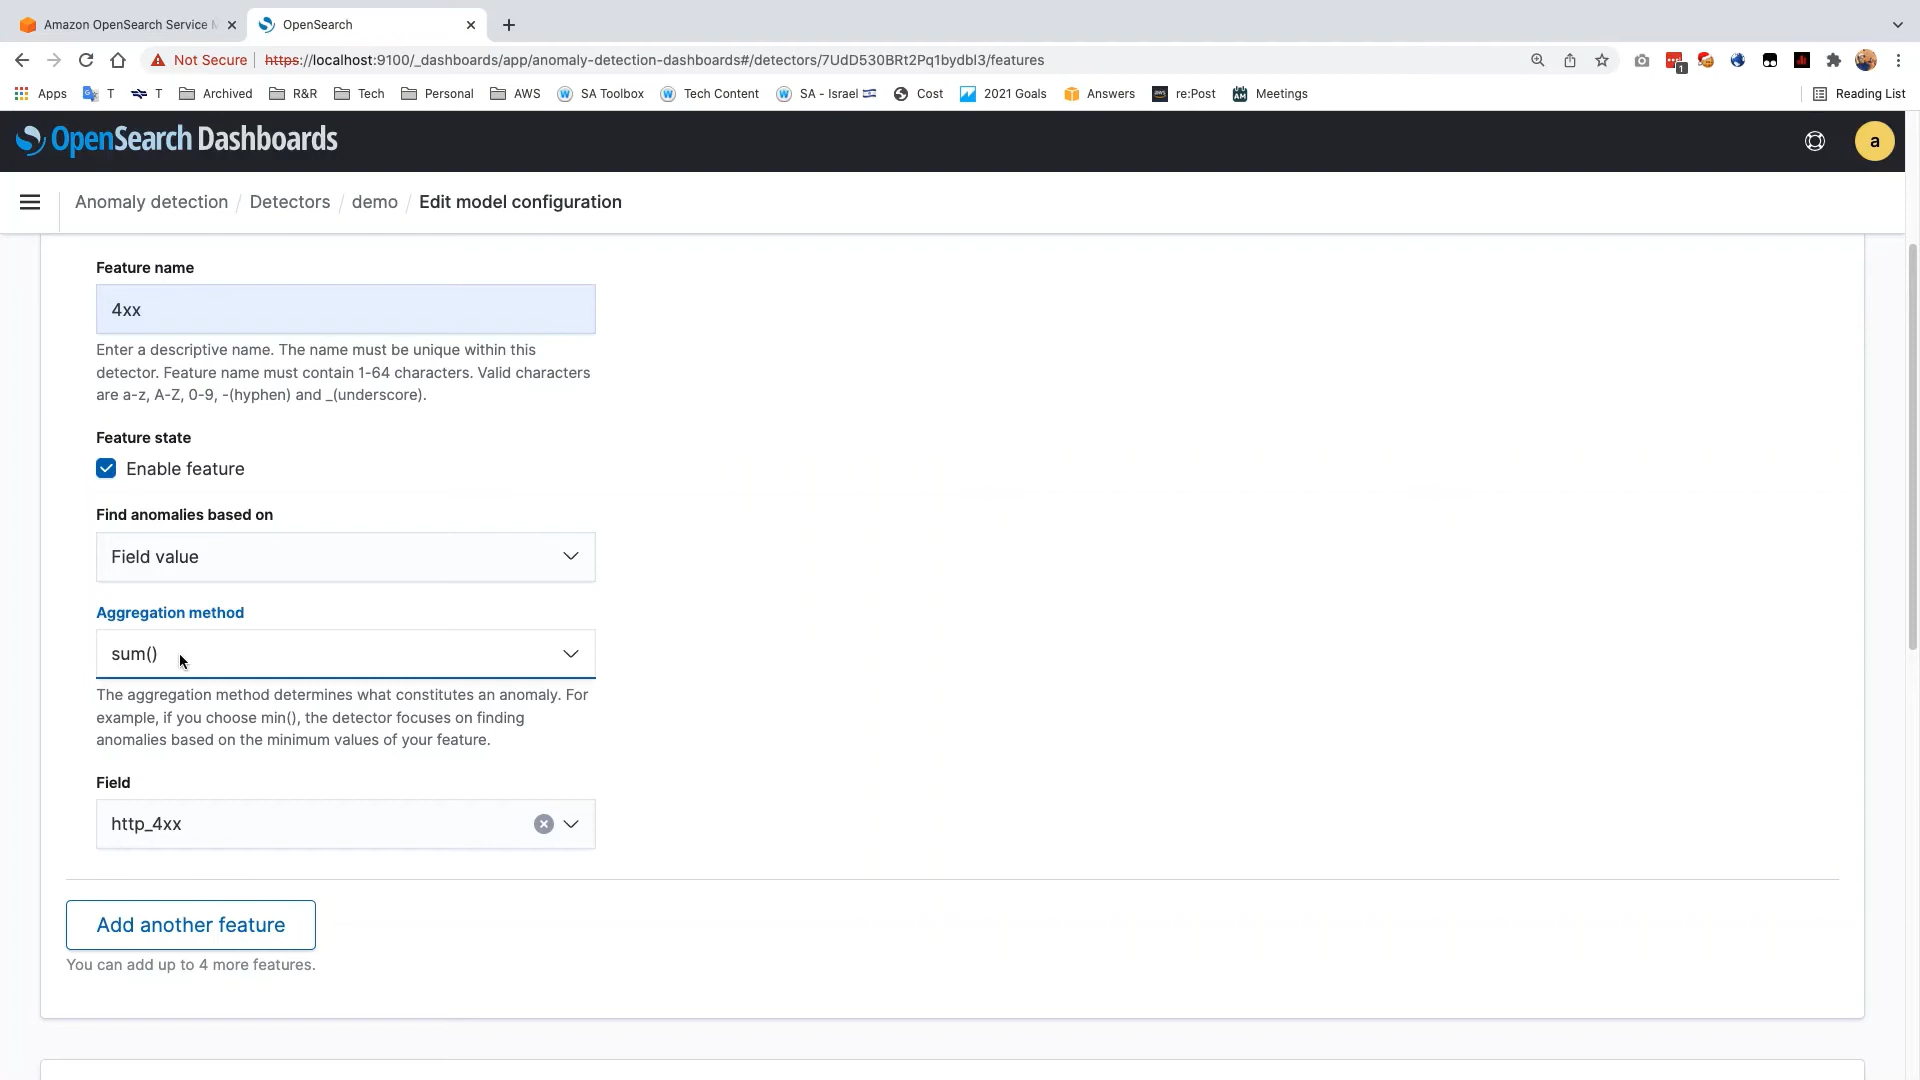 Amazon OpenSearch Service M
OpenSearch
Not Secure
https://localhost:9100/_dashboards/app/anomaly-detection-dashboards#/detectors/7UdD530BRt2Pq1bydbl3/features
1
Apps
T
T
Archived
R&R
Tech
Personal
AWS
SA Toolbox
Tech Content
SA - Israel
Cost
2021 Goals
Answers
re:Post
Meetings
Reading List
OpenSearch Dashboards
a
Anomaly detection / Detectors / demo / Edit model configuration
Feature name
4xx
Enter a descriptive name. The name must be unique within this
detector. Feature name must contain 1-64 characters. Valid characters
are a-z, A-Z, 0-9, -(hyphen) and _(underscore).
Feature state
Enable feature
Find anomalies based on
Field value
Aggregation method
sum()
The aggregation method determines what constitutes an anomaly. For
example, if you choose min(), the detector focuses on finding
anomalies based on the minimum values of your feature.
Field
http_4xx
Add another feature
You can add up to 4 more features.